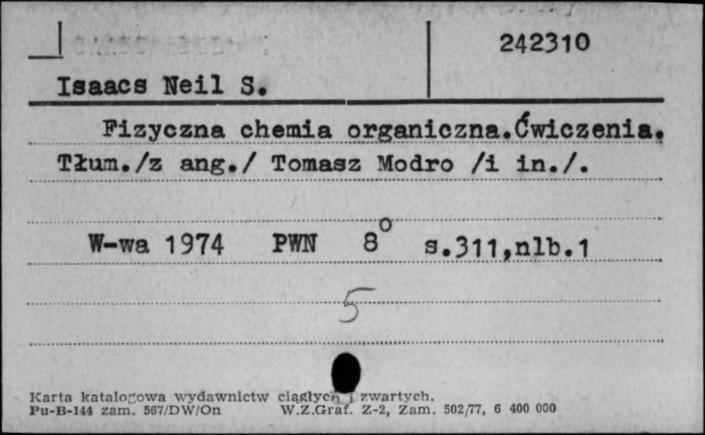 242310
Isaacs Neil S.
Fizyczna chemia organiczna.Ćwiczenia.
Tłum./z ang./ Tomasz Modro /i in./.
W-wa 1974 PWN 8° s.311,nlb.1
5
Karta katalogowa wydawnictw ciągłych i zwartych.
Pu-B-144 zam. 567/DW/On W.Z.Graf. Z-2, Zam. 502/77, 6 400 000